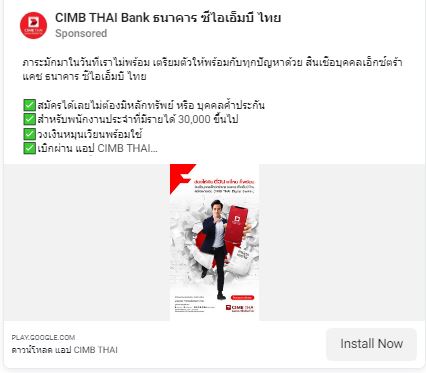 CIMB THAI Bank ธนาคาร ซีไอเอ็มบี ไทย
Sponsored
ภาระมักมาในวันที่เราไม่พร้อม เตรียมตัวให้พร้อมกับทุกปัญหาด้วย สินเชื่อบุคคลเอ็กซ์ตร้า
แคช ธนาคาร ซีไอเอ็มบี ไทย
✅สมัครได้เลยไม่ต้องมีหลักทรัพย์ หรือ บุคคลค้ำประกัน
✅สำหรับพนักงานประจำที่มีรายได้ 30,000 ขึ้นไป
✅วงเงินหมุนเวียนพร้อมใช้
✅เบิกผ่าน แอป CIMB THAI...
CIMB THAI
PLAY.GOOGLE.COM
ดาวน์โหลด แอป CIMB THAI
Install Now